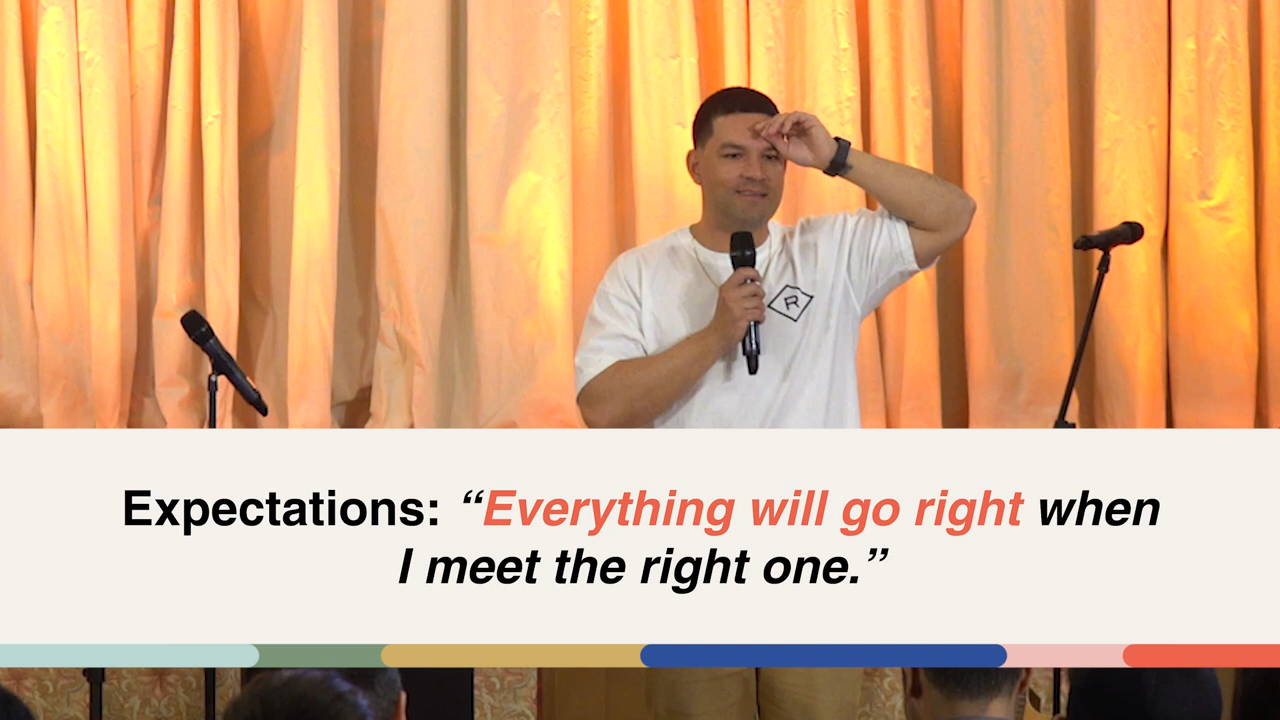 R
Expectations: “Everything will go right when
I meet the right one.”